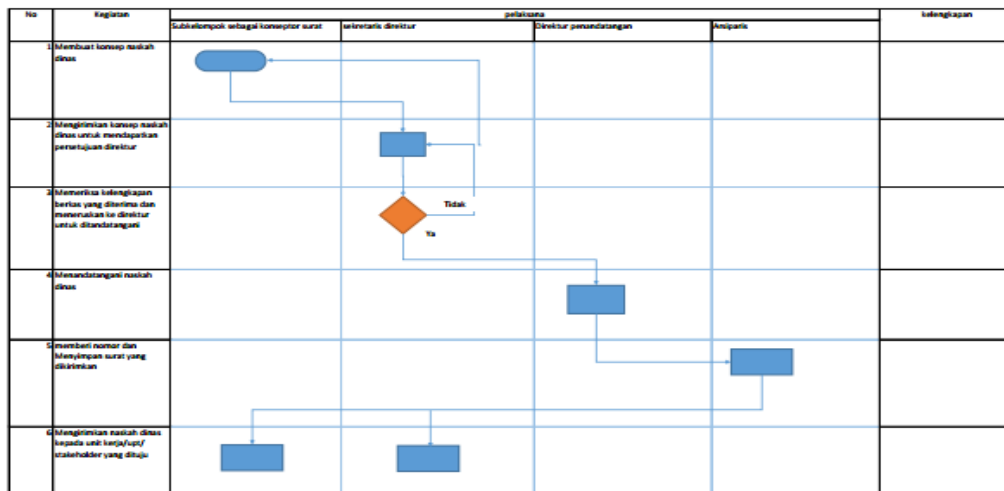 No
Kegiatan
pelaksana
kelengkapan
Subkelompok sebagai konseptor surat
sekretaris direktur
Direktur penandatangan
Arsiparis
1 Membuat konsep naskah
dinas
2 Mengirimkan konsep naskah
dinas untuk mendapatkan
persetujuan direktur
3 Memeriksa kelengkapan
berkas yang diterima dan
meneruskan ke direktur
untuk ditandatangani
Tidak
Ya
4 Menandatangani naskah
dinas
5 memberi nomor dan
Menyimpan surat yang
dikirimkan
6 Mengirimkan naskah dinas
kepada unit kerja/upt/
stakeholder yang dituju